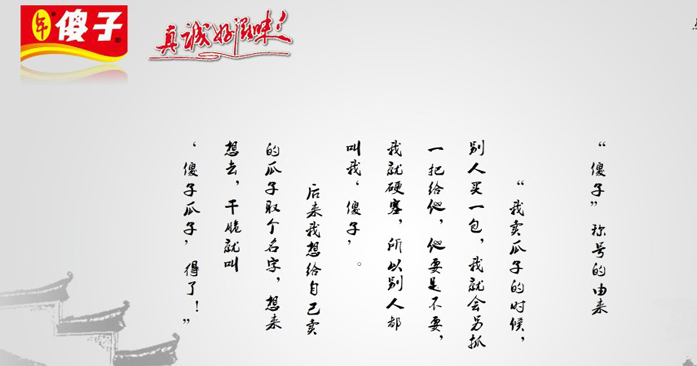 年
傻子
真诚好滋味！
“傻子”称号的由来
“我卖瓜子的时候，
别人买一包，我就会另抓
一把给他，他要是不要，
我就硬塞，所以别人都
叫我‘傻子’。
后来我想给自己卖
的瓜子取个名字，想来
想去，干脆就叫
‘傻子瓜子’得了！”